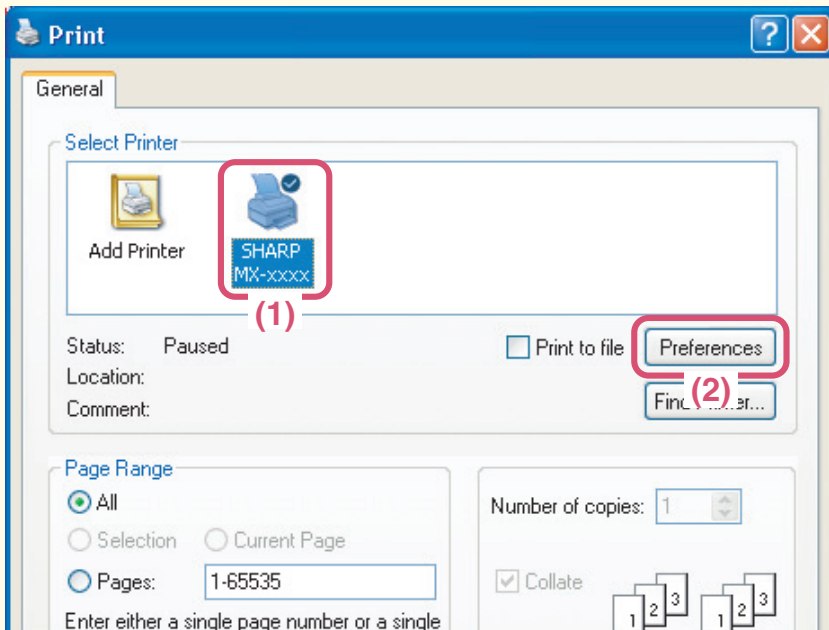 Print
General
Select Printer
Add Printer
SHARP
MX-xxxx
(1)
Status: Paused
Print to file
Preferences
Location:
(2)
Comment:
Page Range
All
Number of copies: 1
Selection
Current Page
Pages: 1-65535
Collate
1 2 3 1 2 3
Enter either a single page number or a single